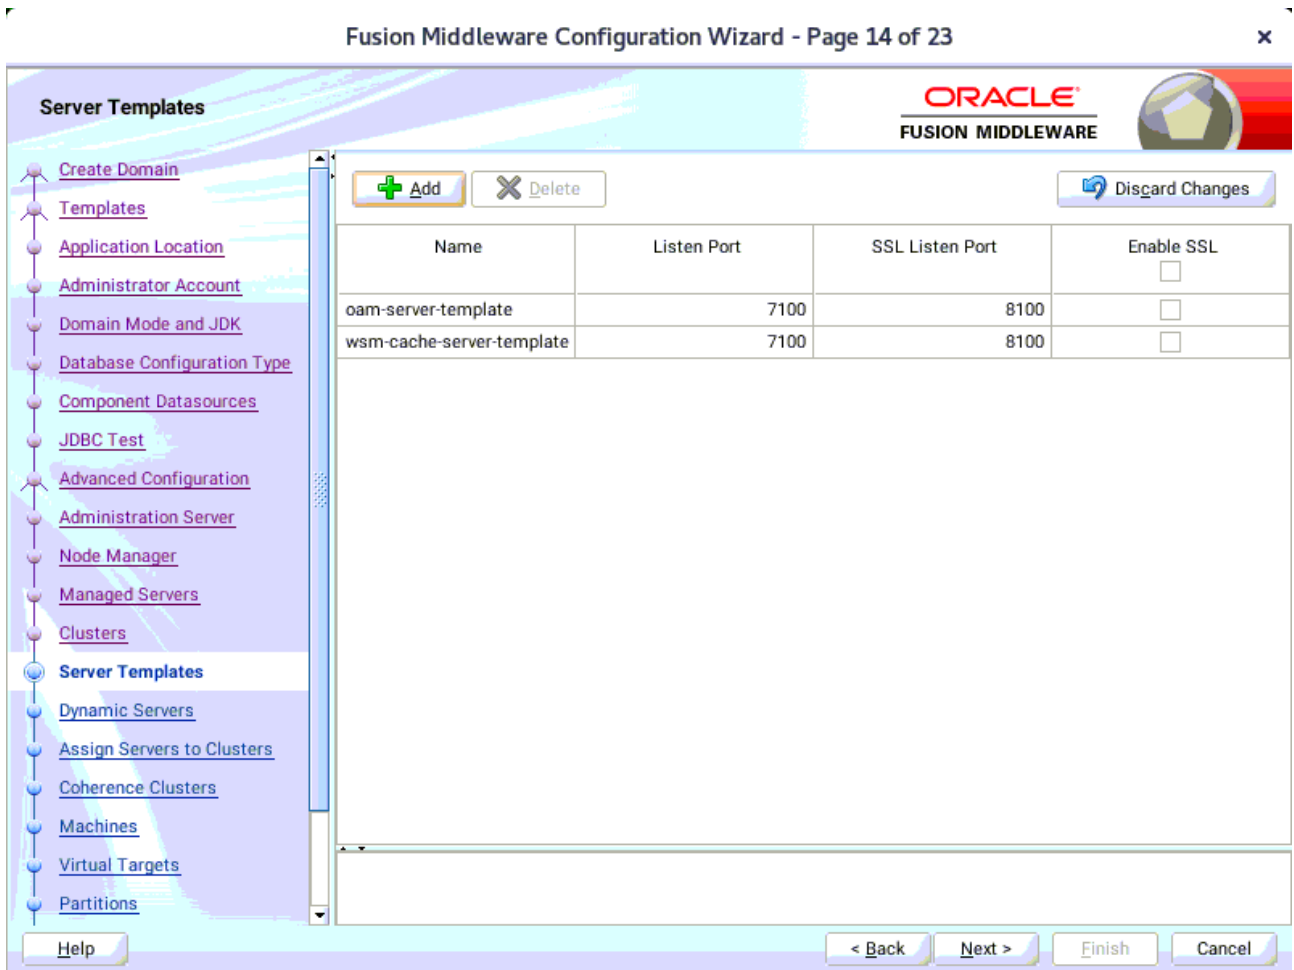 Fusion Middleware Configuration Wizard - Page 14 of 23
Server Templates
ORACLE
FUSION MIDDLEWARE
Create Domain
Templates
Application Location
Administrator Account
Domain Mode and JDK
Database Configuration Type
Component Datasources
JDBC Test
Advanced Configuration
Administration Server
Node Manager
Managed Servers
Clusters
Server Templates
Dynamic Servers
Assign Servers to Clusters
Coherence Clusters
Machines
Virtual Targets
Partitions
Add Delete Discard Changes
Name Listen Port SSL Listen Port Enable SSL
oam-server-template 7100 8100
wsm-cache-server-template 7100 8100
Help < Back Next > Finish Cancel